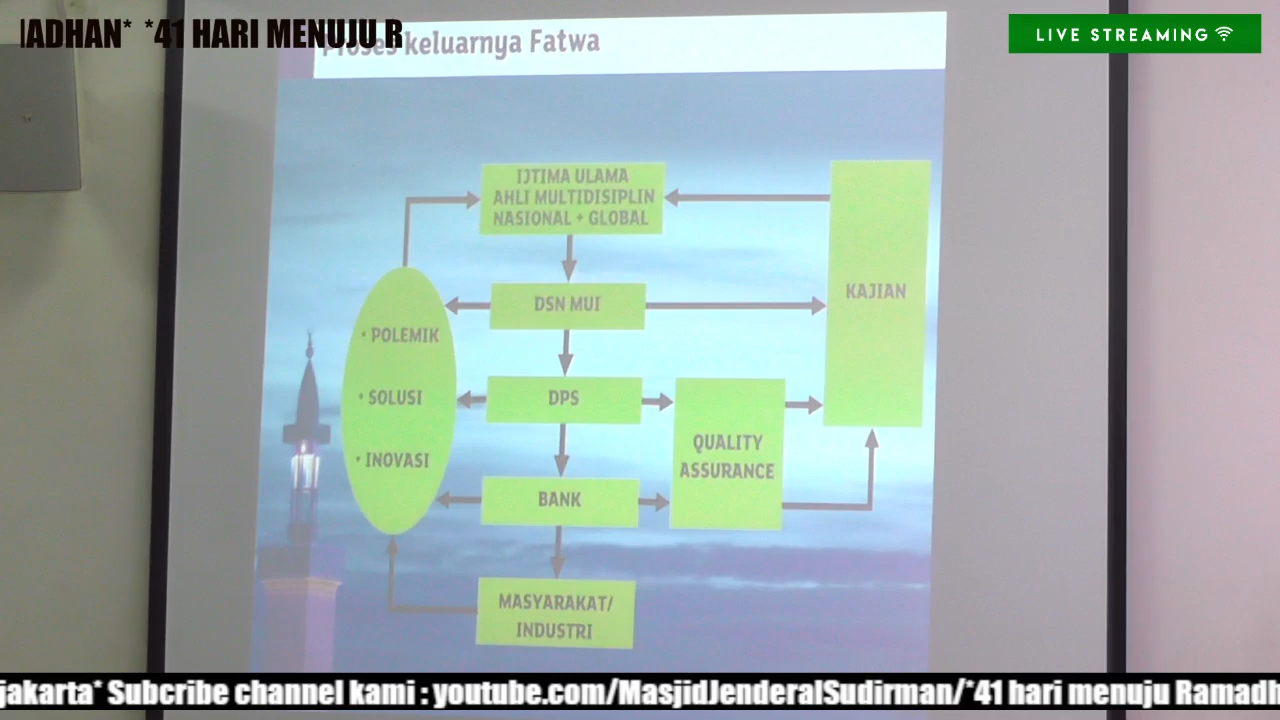 ADHAN* *41 HARI MENUJU R
LIVE STREAMING
Proses keluarnya Fatwa
IJTIMA ULAMA
AHLI MULTIDISIPLIN
NASIONAL + GLOBAL
KAJIAN
DSN MUI
• POLEMIK
• SOLUSI
• INOVASI
DPS
QUALITY
ASSURANCE
BANK
MASYARAKAT/
INDUSTRI
jakarta* Subcribe channel kami : youtube.com/MasjidJenderalSudirman/*41 hari menuju Ramadh